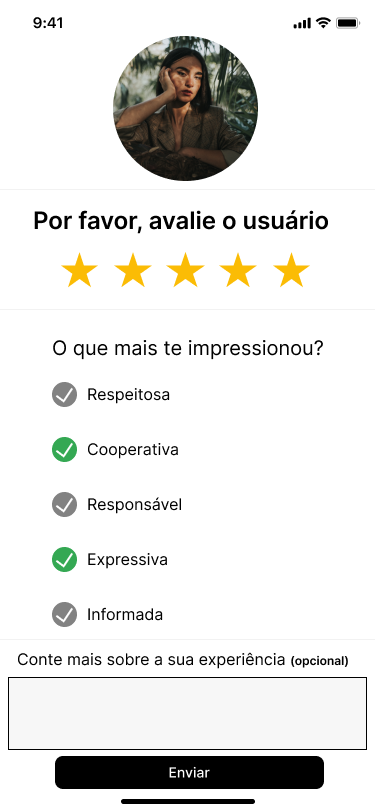 9:41
Por favor, avalie o usuário
O que mais te impressionou?
Respeitosa
Cooperativa
Responsável
Expressiva
Informada
Conte mais sobre a sua experiência (opcional)
Enviar